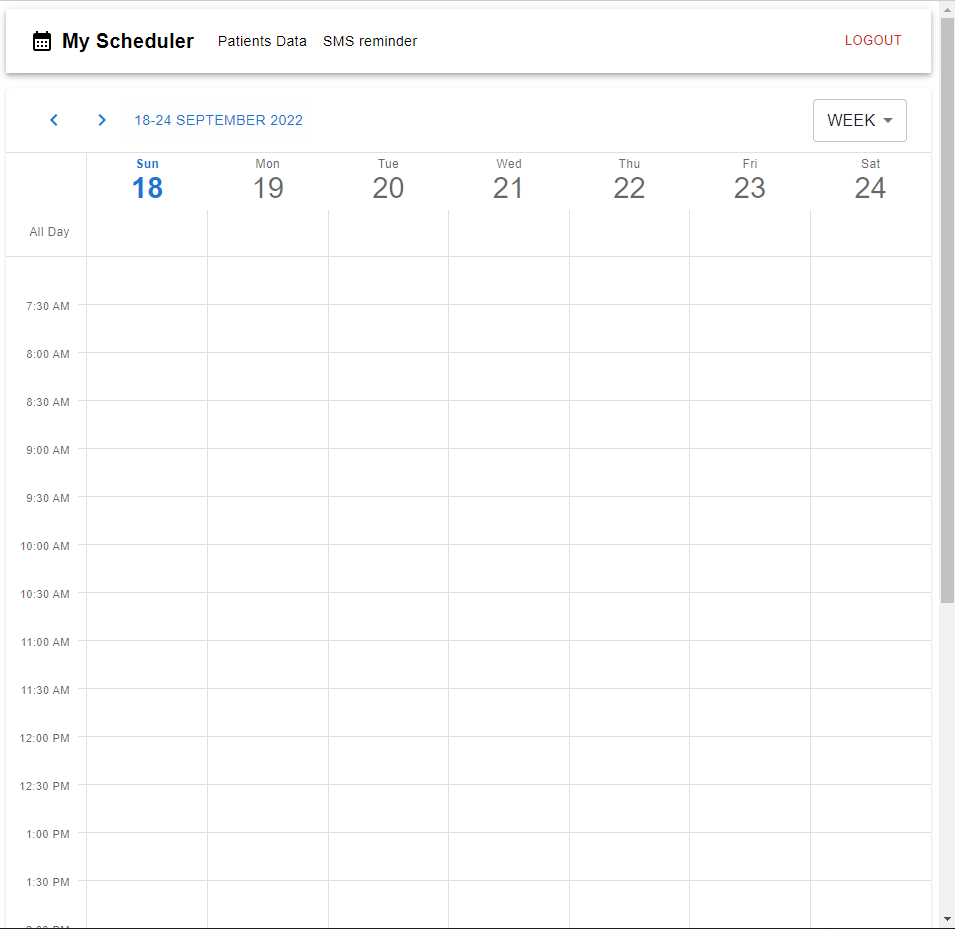 My Scheduler Patients Data SMS reminder LOGOUT
18-24 SEPTEMBER 2022 WEEK
Sun Mon Tue Wed Thu Fri Sat
18 19 20 21 22 23 24
All Day
7:30 AM
8:00 AM
8:30 AM
9:00 AM
9:30 AM
10:00 AM
10:30 AM
11:00 AM
11:30 AM
12:00 PM
12:30 PM
1:00 PM
1:30 PM